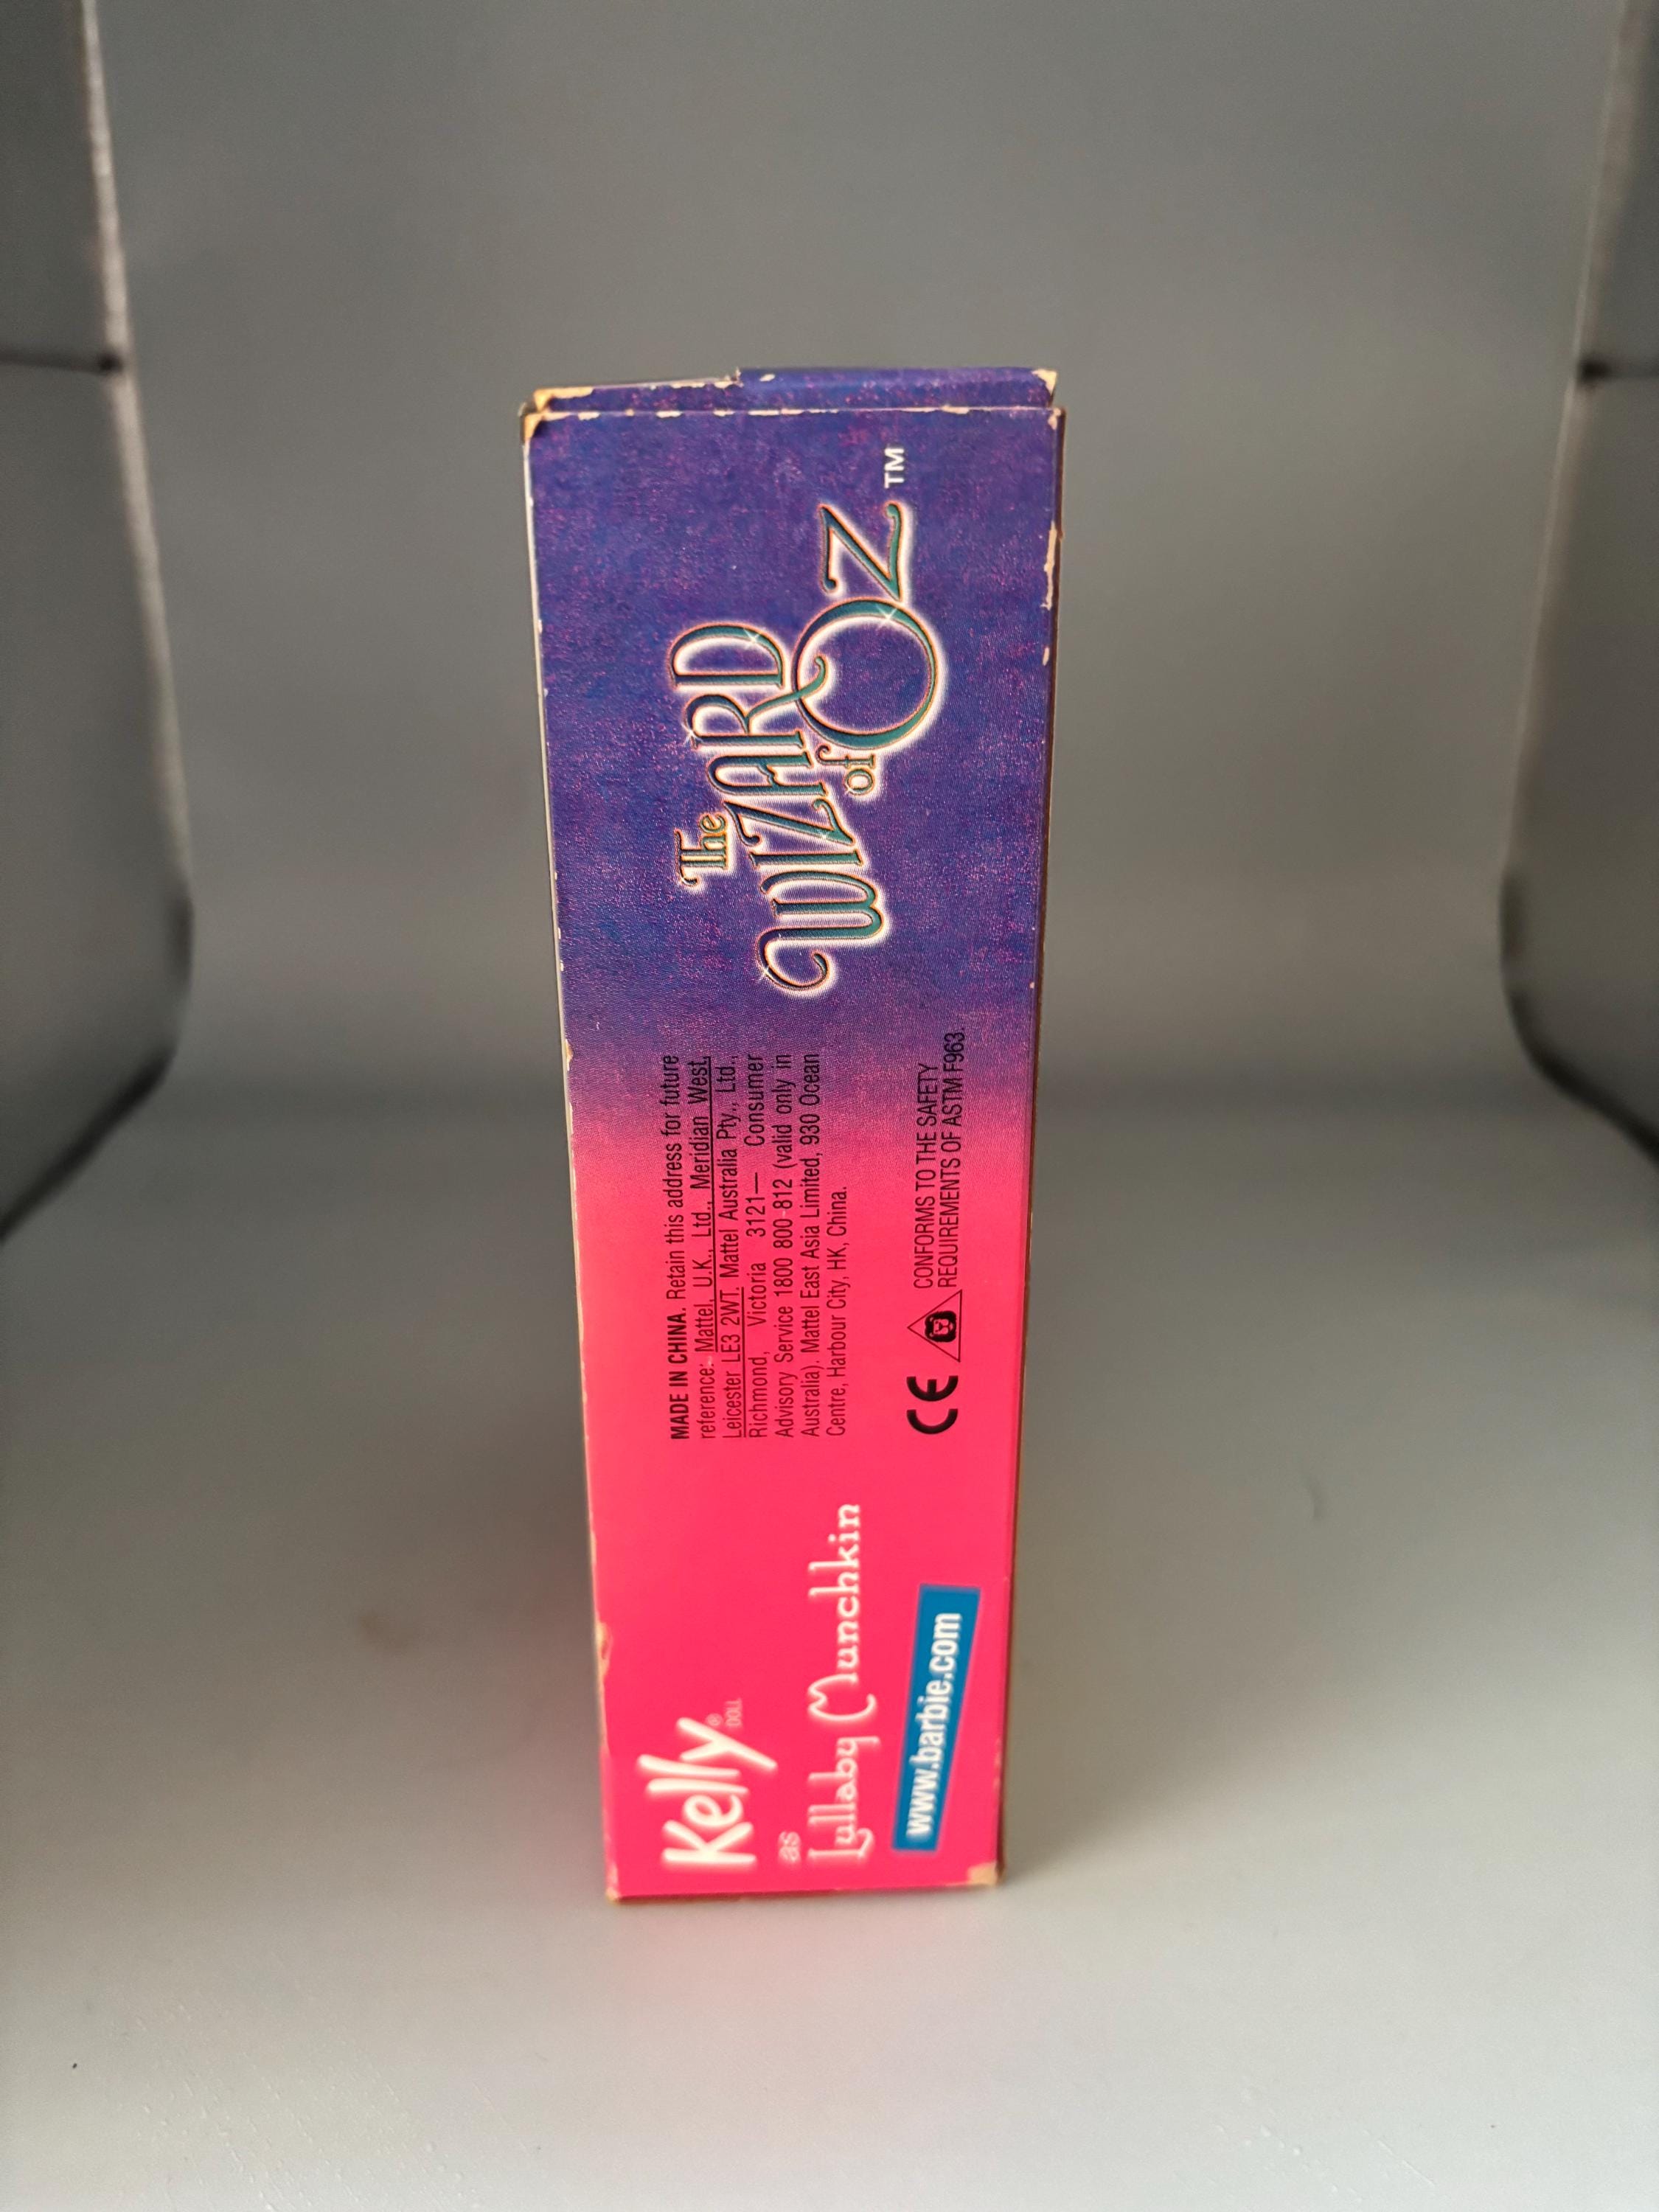 Kelly® DOLL
as
Lullaby Munchkin
www.barbie.com
MADE IN CHINA. Retain this address for future
reference: Mattel, U.K., Ltd., Meridian West,
Leicester LE3 2WT. Mattel Australia Pty., Ltd.,
Richmond, Victoria 3121— Consumer
Advisory Service 1800 800-812 (valid only in
Australia). Mattel East Asia Limited, 930 Ocean
Centre, Harbour City, HK, China.
CE
CONFORMS TO THE SAFETY
REQUIREMENTS OF ASTM F963.
The
WIZARD
of OZ™